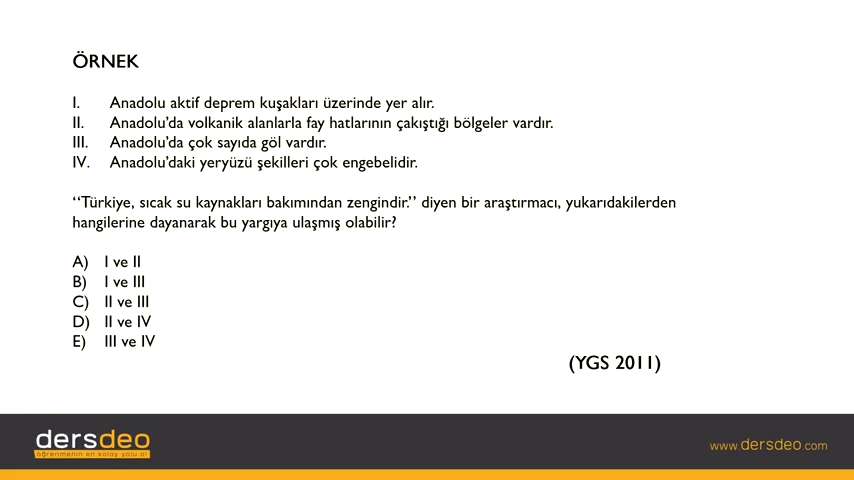 ÖRNEK
I. Anadolu aktif deprem kuşakları üzerinde yer alır.
II. Anadolu'da volkanik alanlarla fay hatlarının çakıştığı bölgeler vardır.
III. Anadolu'da çok sayıda göl vardır.
IV. Anadolu'daki yeryüzü şekilleri çok engebelidir.
‘‘Türkiye, sıcak su kaynakları bakımından zengindir.’’ diyen bir araştırmacı, yukarıdakilerden
hangilerine dayanarak bu yargıya ulaşmış olabilir?
A) I ve II
B) I ve III
C) II ve III
D) II ve IV
E) III ve IV
(YGS 2011)
dersdeo
öğrenmenin en kolay yolu o!
www.dersdeo.com